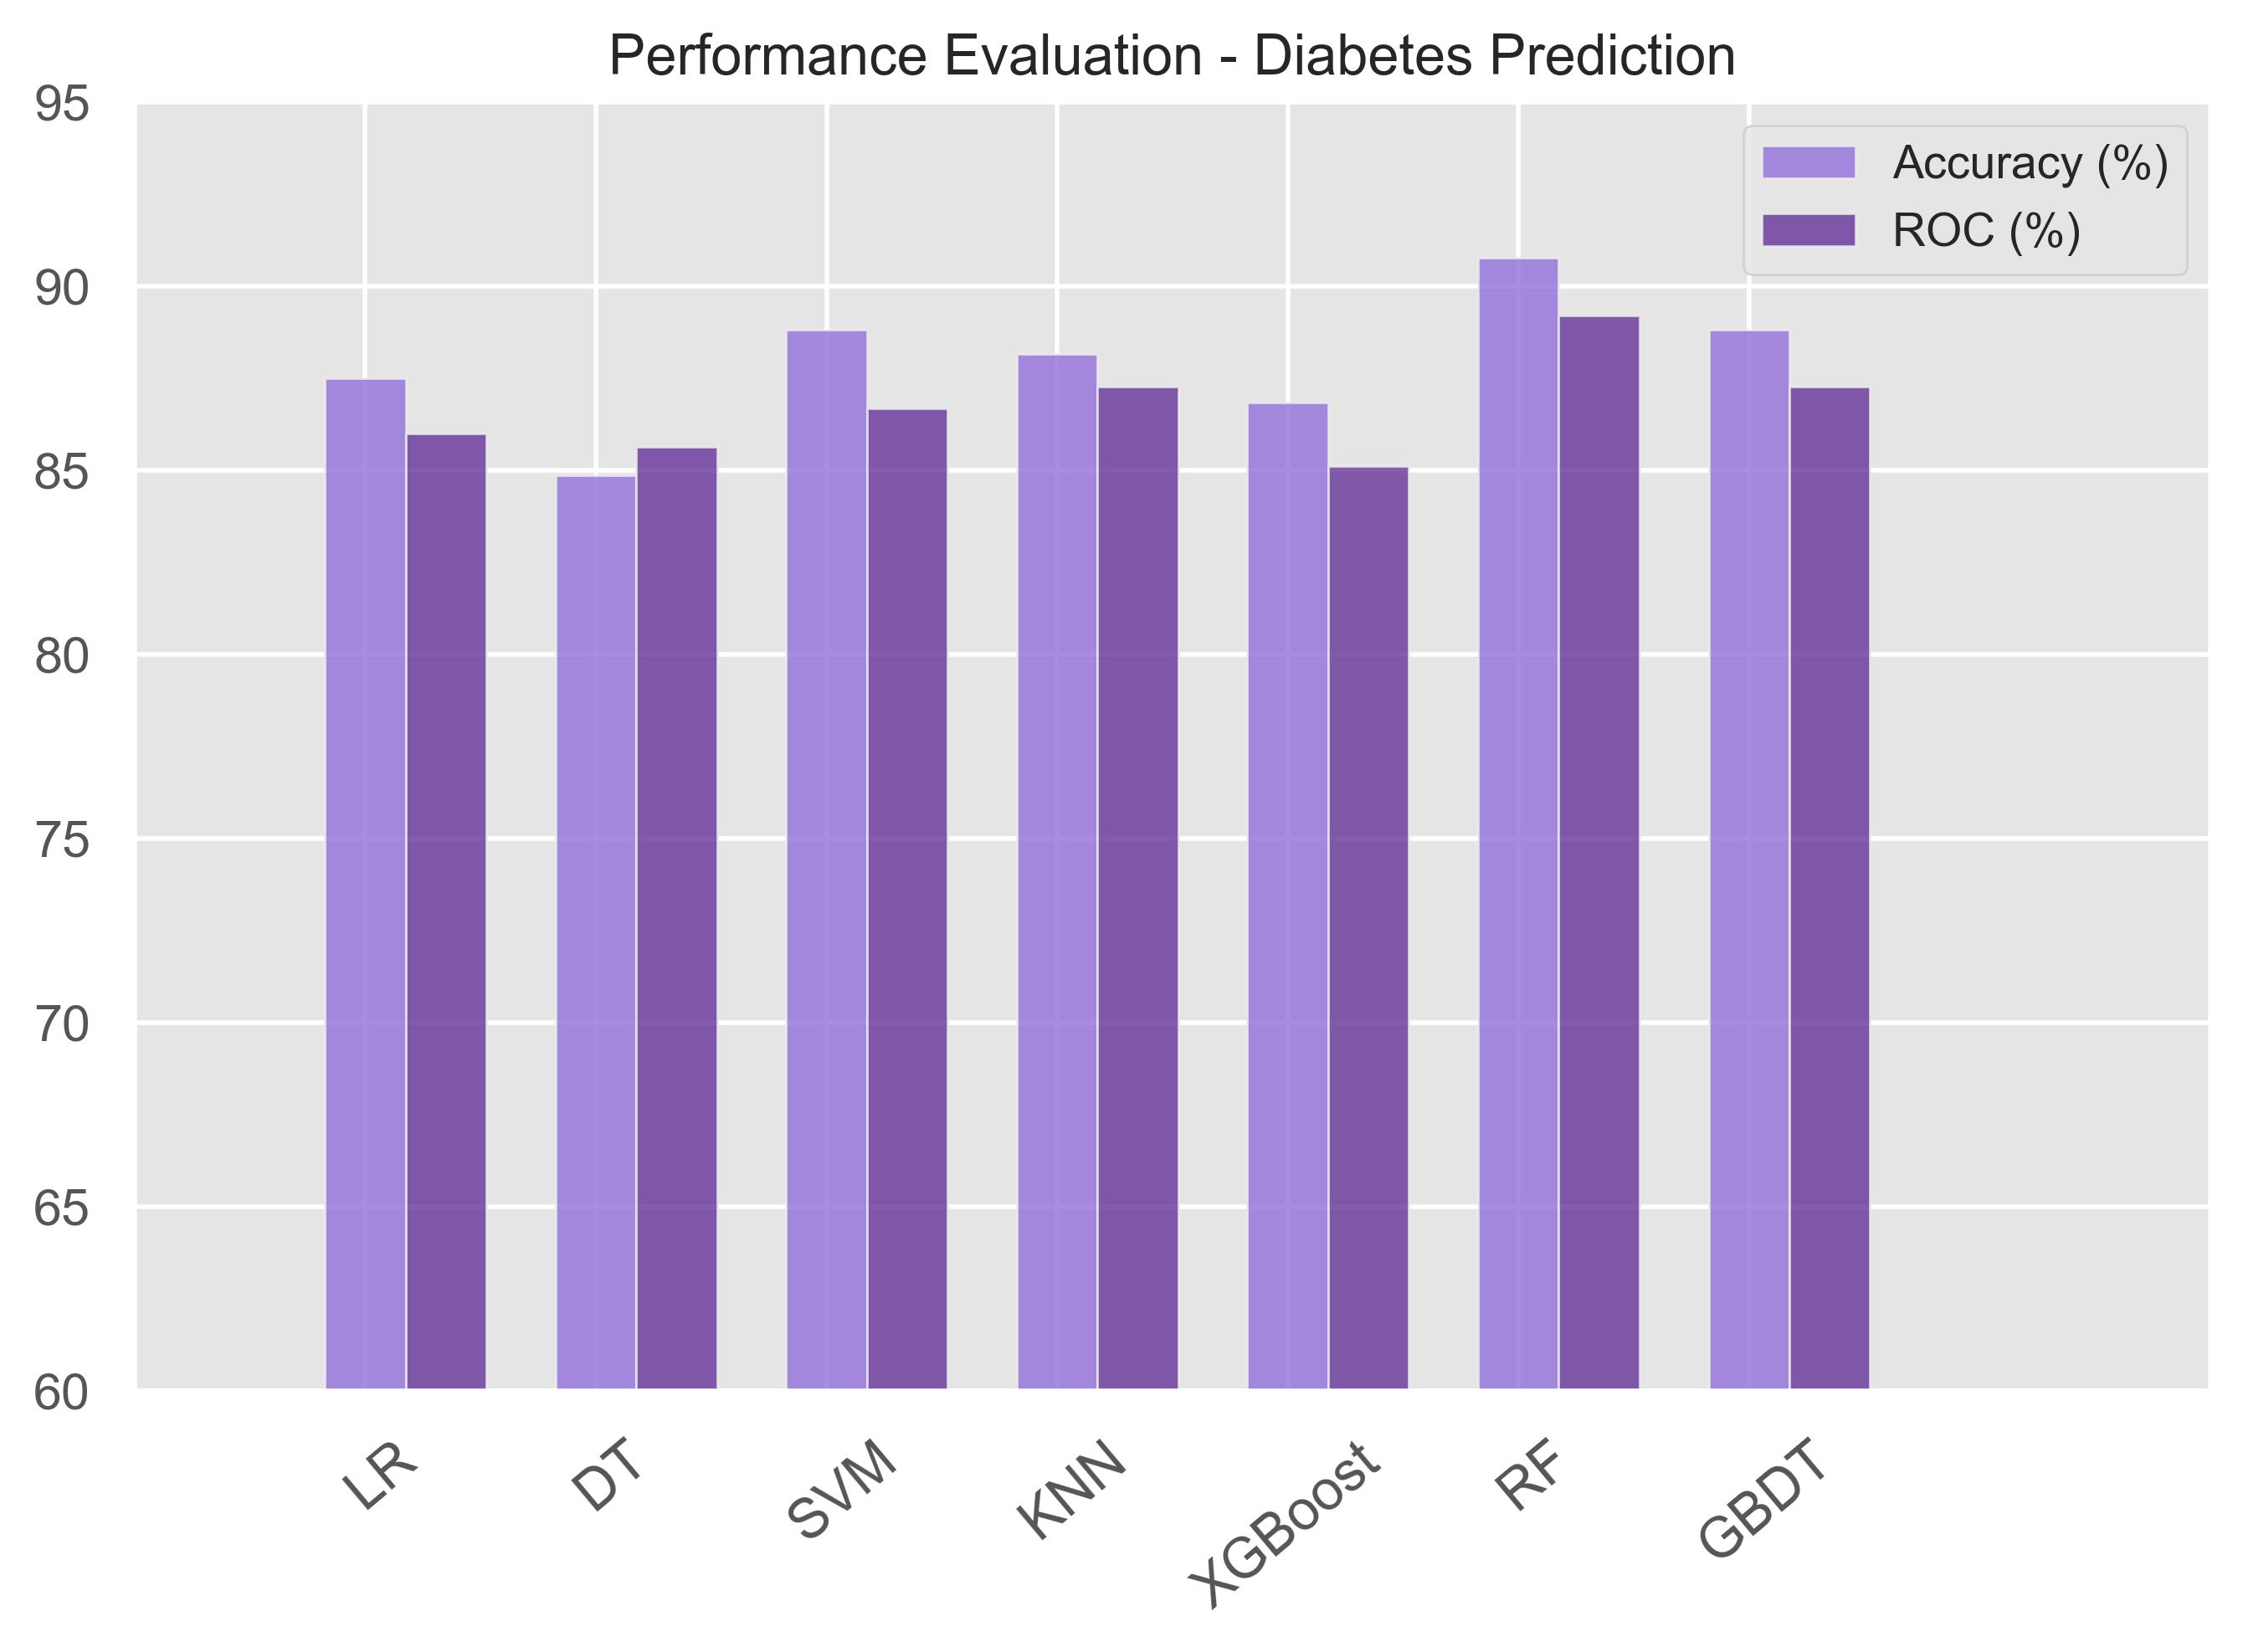 Performance Evaluation - Diabetes Prediction
95
90
85
80
75
70
65
60
Accuracy (%)
ROC (%)
LR
DT
SVM
KNN
XGBoost
RF
GBDT